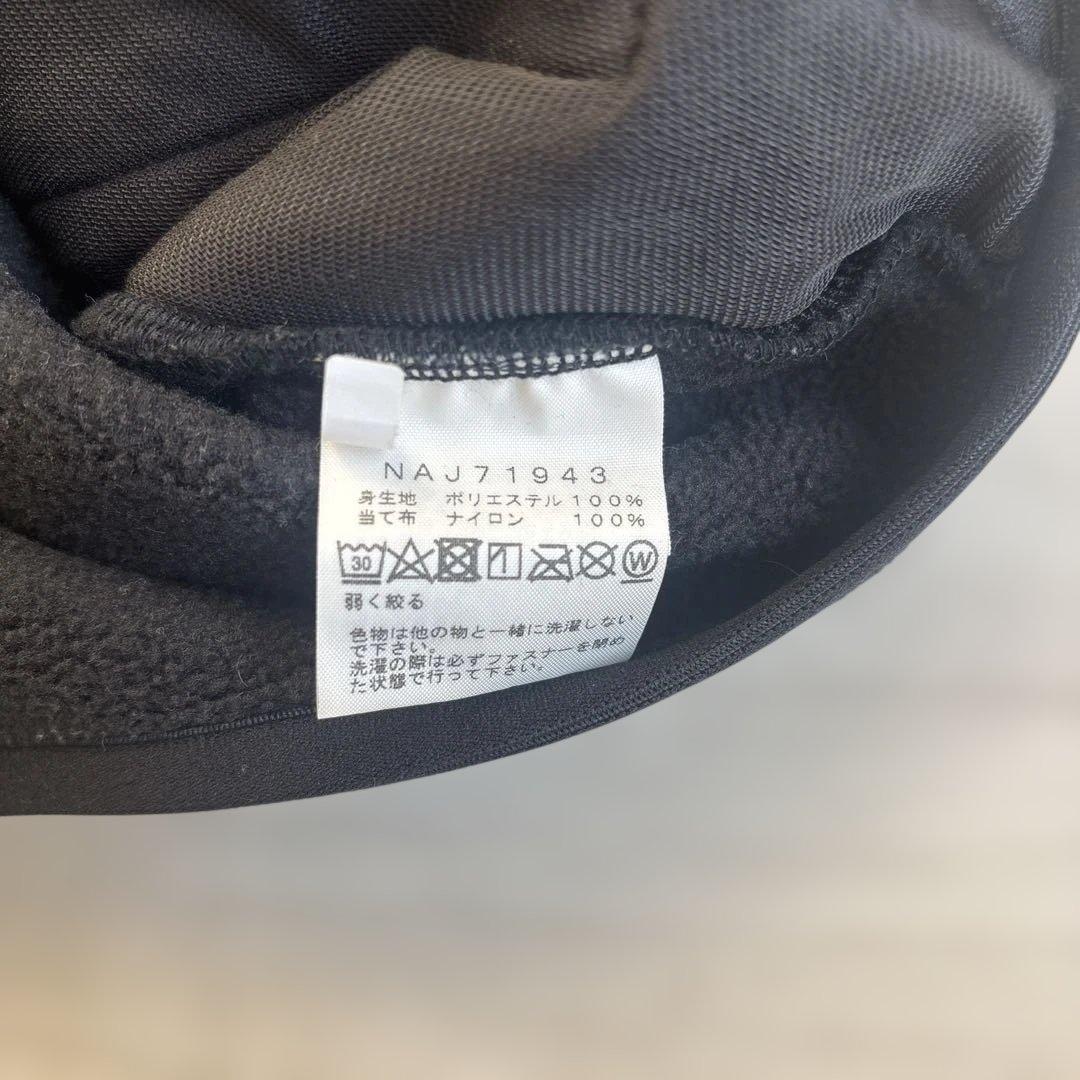 NAJ71943
身生地 ポリエステル 100%
当て布 ナイロン 100%
30 W
弱く絞る
色物は他の物と一緒に洗濯しない
で下さい。
洗濯の際は必ずファスナーを閉め
た状態で行って下さい。